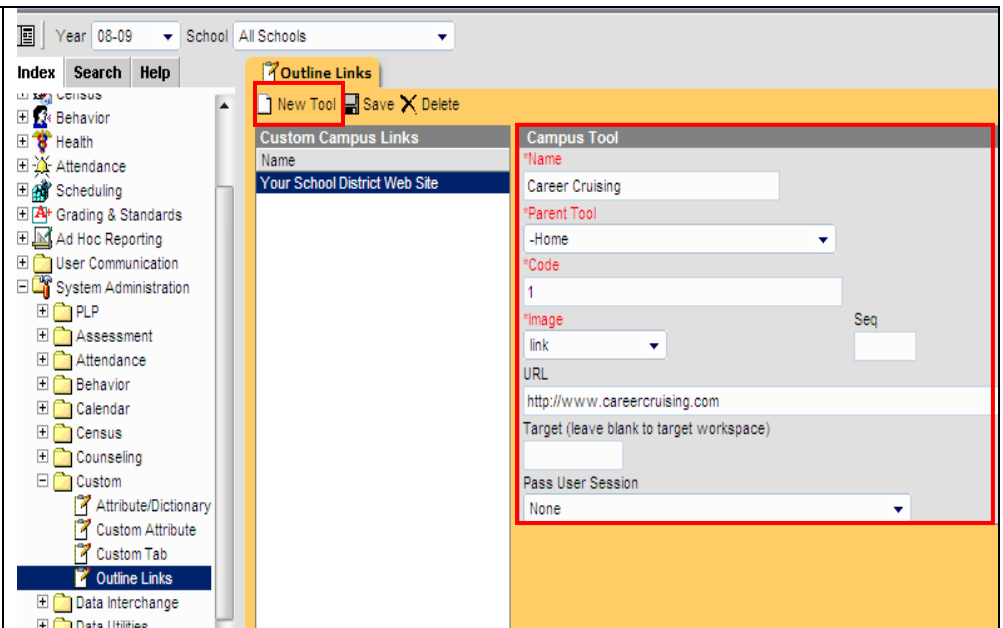 Year 08-09 School All Schools
Index Search Help
Census
Behavior
Health
Attendance
Scheduling
Grading & Standards
Ad Hoc Reporting
User Communication
System Administration
PLP
Assessment
Attendance
Behavior
Calendar
Census
Counseling
Custom
Attribute/Dictionary
Custom Attribute
Custom Tab
Outline Links
Data Interchange
Data Utilities
Outline Links
New Tool Save Delete
Custom Campus Links
Name
Your School District Web Site
Campus Tool
*Name
Career Cruising
*Parent Tool
-Home
*Code
1
*Image Seq
link
URL
http://www.careercruising.com
Target (leave blank to target workspace)
Pass User Session
None